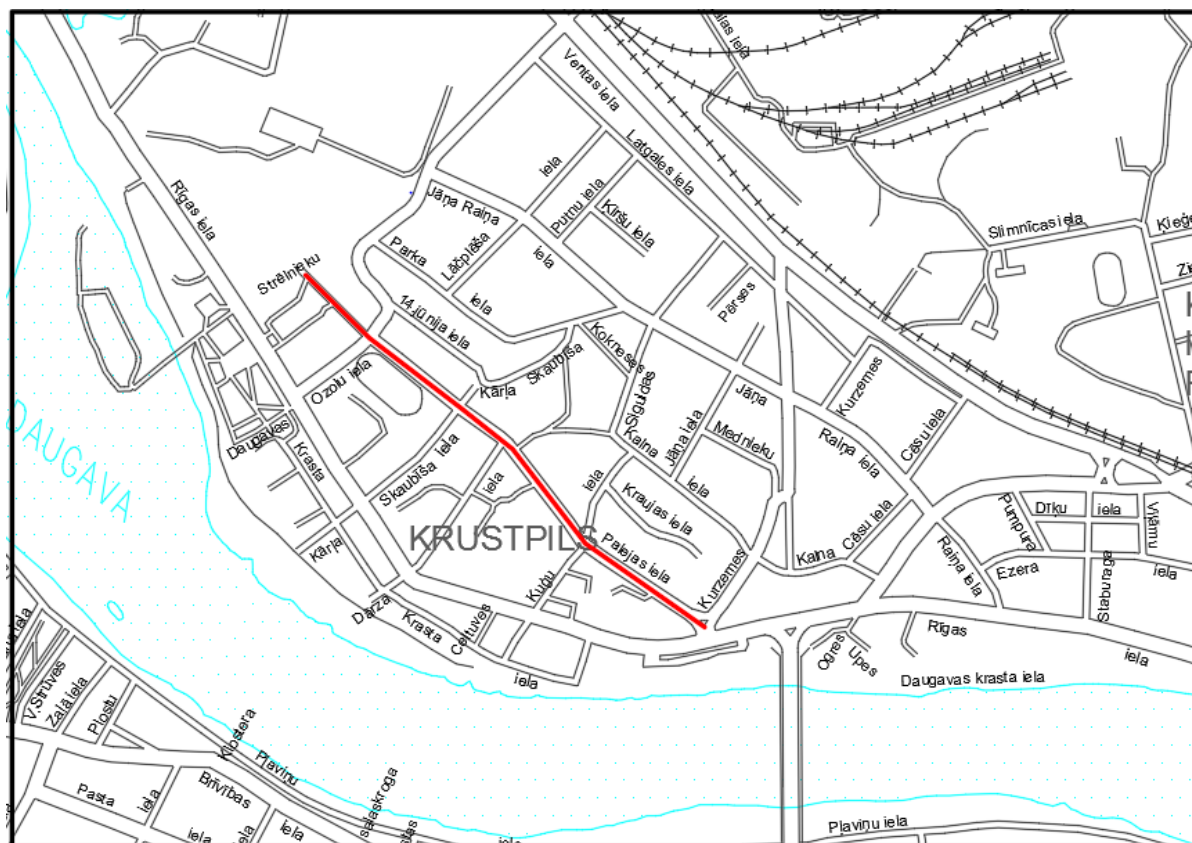 Ventas iela
Latgales iela
Rīgas iela
Jāņa Raiņa
iela
iela
Putnu iela
Ķiršu iela
Slimnīcas iela
Parka
Lāčplēša
iela
Strēlnieku
14.jūnija iela
Pērses
Kokneses
Skaubīša
Kārļa
Ozolu iela
Siguldas
Jāņa
Kurzemes
Cēsu iela
DAUGAVA
Daugavas
Krasta
Kalna
Jāņa iela
Mednieku
Raiņa iela
Skaubīša iela
iela
iela
iela
Kraujas iela
Cēsu iela
Pumpura
Dīķu
iela
KRUSTPILS
Kārļa
Palejas iela
Kalna
Raiņa iela
Ezera
iela
Staburaga
Kuģu
Kurzemes
Dārza
Krasta
Celtuves
iela
Rīgas
iela
Ogres
Upes
Daugavas krasta iela
V.Strūves
Zaļā iela
Plostu
Klostera
Pļaviņu
Pasta
iela
Brīvības
iela
iela
iela
Pļaviņu iela